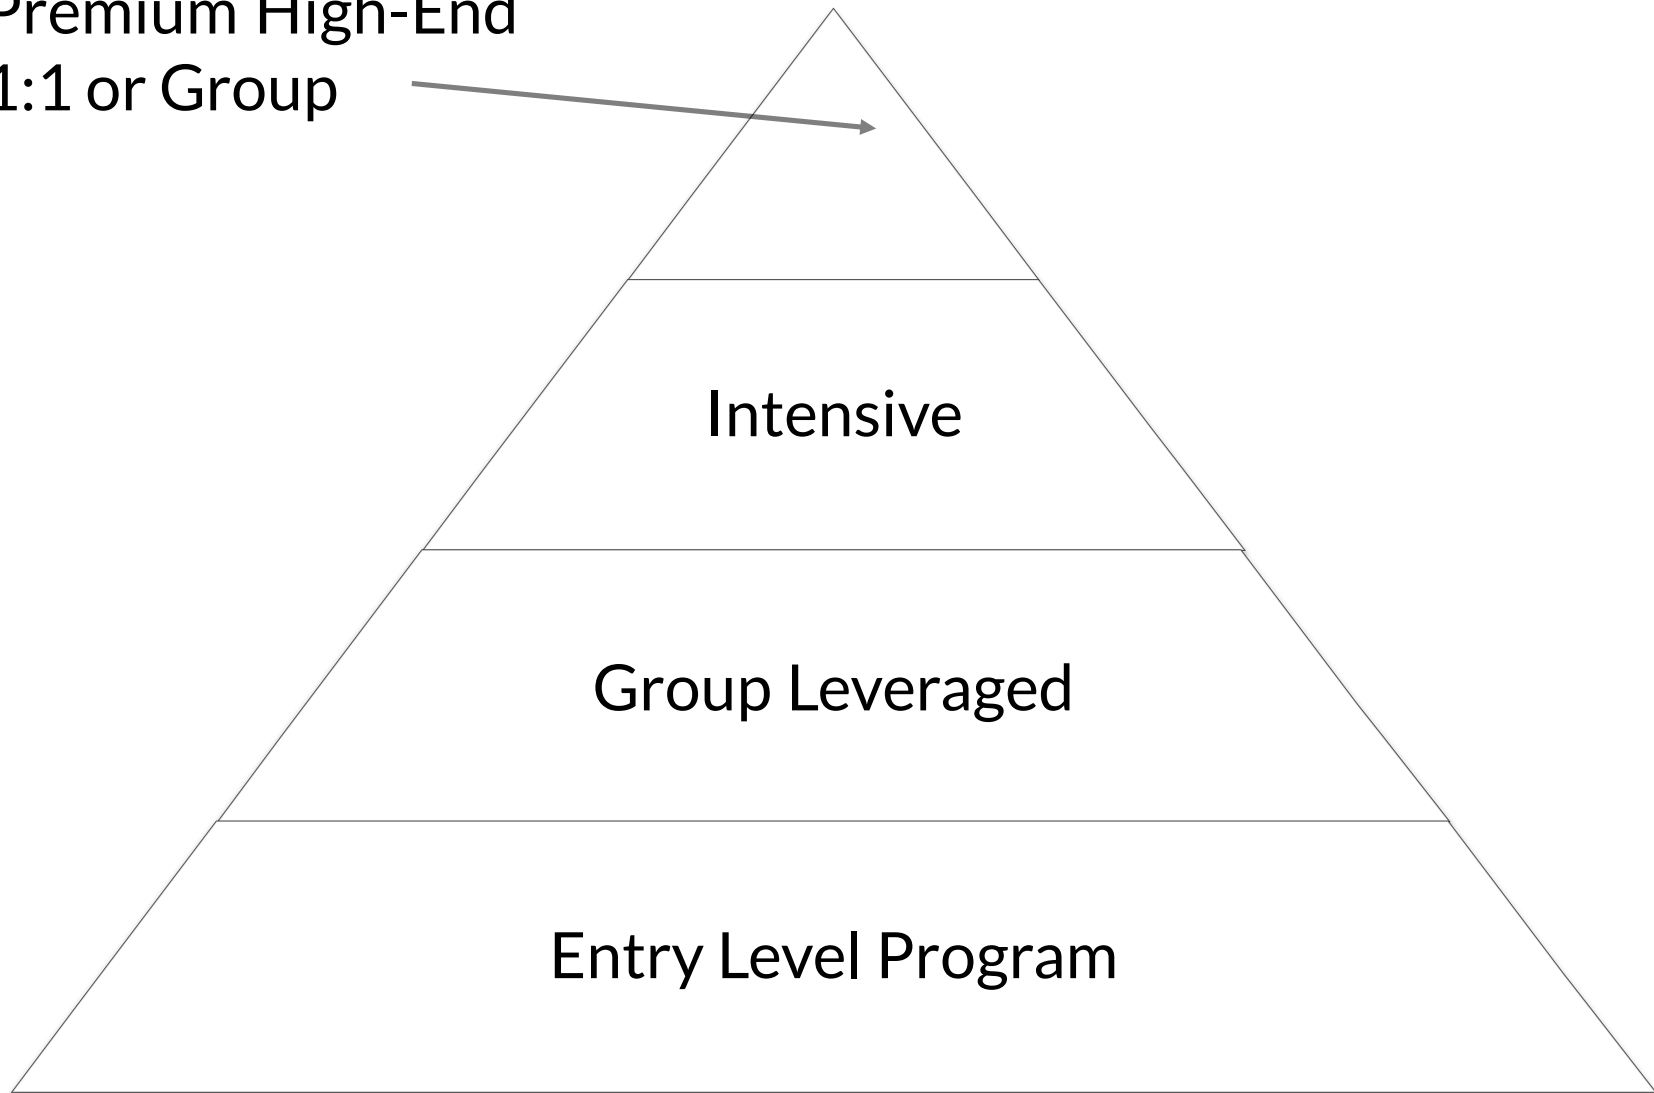 Premium High-End
1:1 or Group
Intensive
Group Leveraged
Entry Level Program